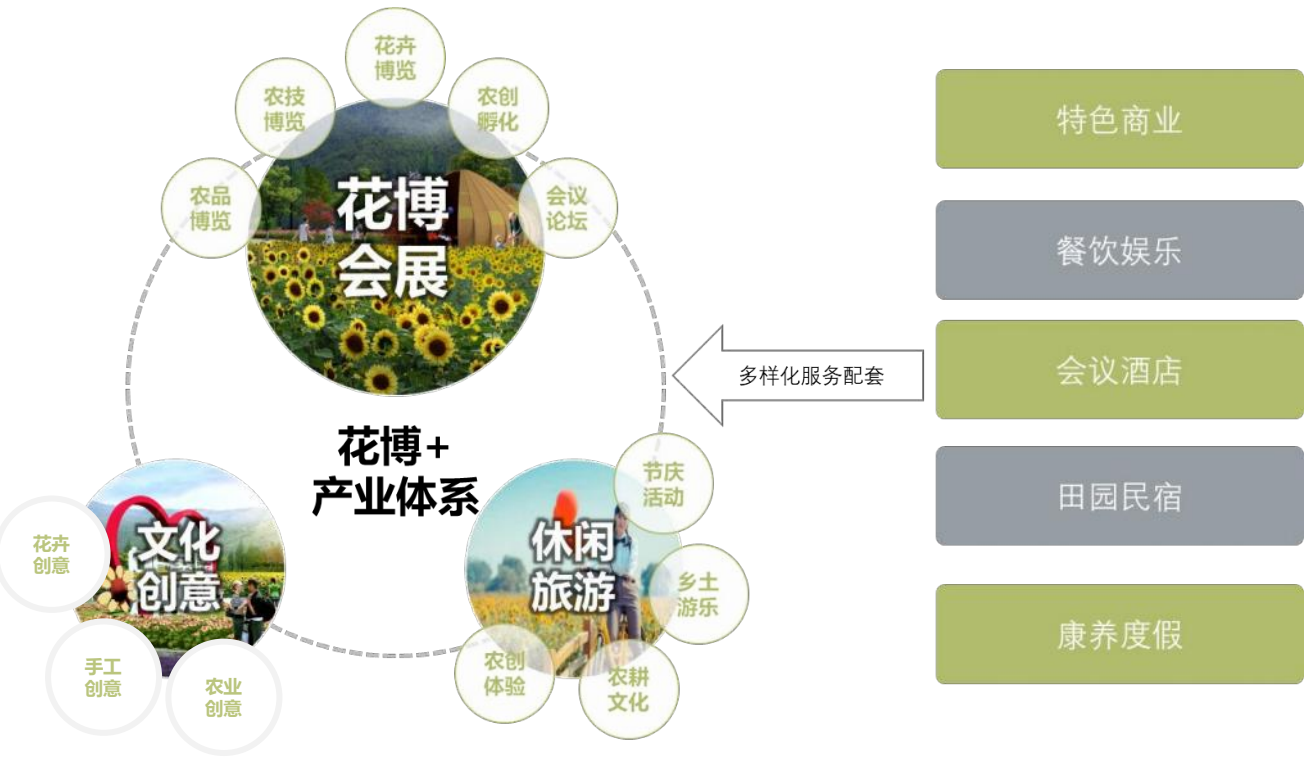 花卉
博览
农技
博览
农创
孵化
农品
博览
会议
论坛
花博
会展
花博+
产业体系
文化
创意
花卉
创意
手工
创意
农业
创意
休闲
旅游
节庆
活动
乡土
游乐
农耕
文化
农创
体验
多样化服务配套
特色商业
餐饮娱乐
会议酒店
田园民宿
康养度假